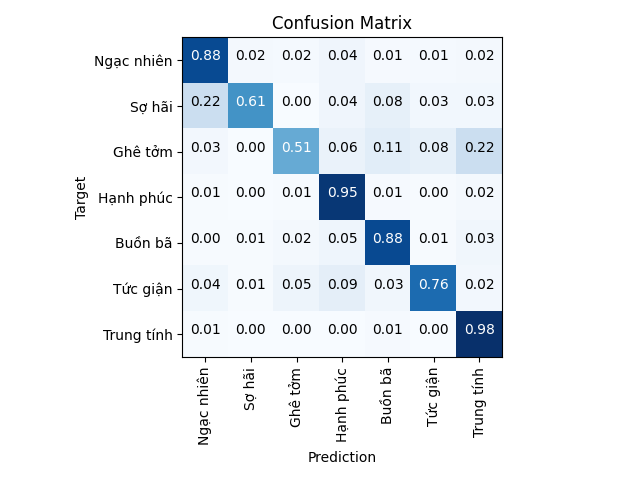 Confusion Matrix
Ngạc nhiên 0.88 0.02 0.02 0.04 0.01 0.01 0.02
Sợ hãi 0.22 0.61 0.00 0.04 0.08 0.03 0.03
Ghê tởm 0.03 0.00 0.51 0.06 0.11 0.08 0.22
Hạnh phúc 0.01 0.00 0.01 0.95 0.01 0.00 0.02
Buồn bã 0.00 0.01 0.02 0.05 0.88 0.01 0.03
Tức giận 0.04 0.01 0.05 0.09 0.03 0.76 0.02
Trung tính 0.01 0.00 0.00 0.00 0.01 0.00 0.98
Target
Ngạc nhiên
Sợ hãi
Ghê tởm
Hạnh phúc
Buồn bã
Tức giận
Trung tính
Prediction